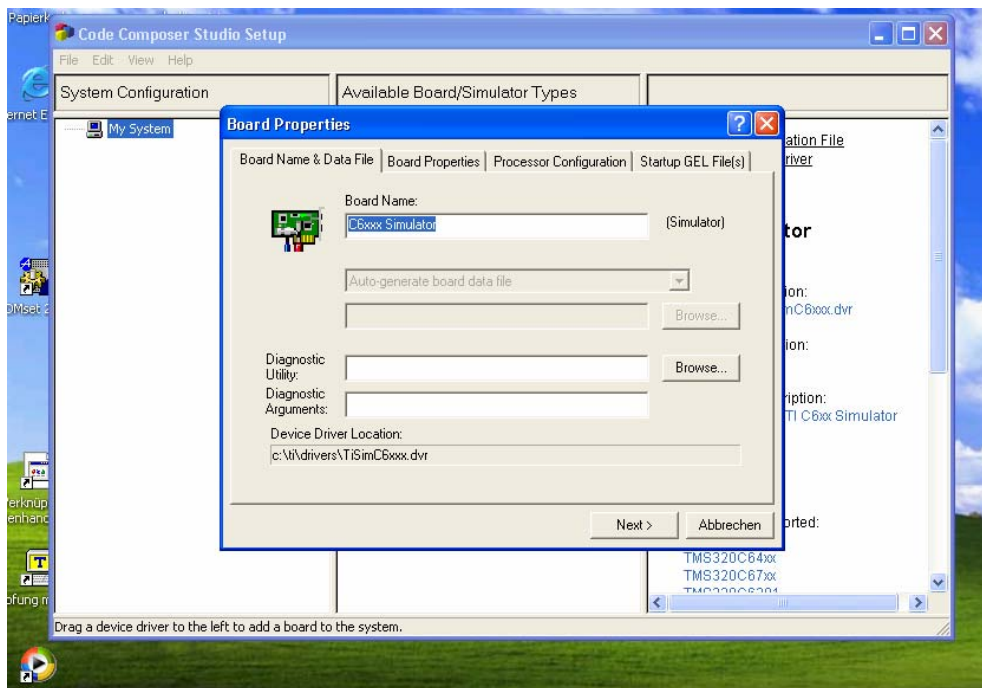 Papierk
Code Composer Studio Setup
File Edit View Help
System Configuration
Available Board/Simulator Types
ernet E
My System
Board Properties
ation File
river
Board Name & Data File
Board Properties
Processor Configuration
Startup GEL File(s)
Board Name:
C6xxx Simulator
(Simulator)
tor
Auto-generate board data file
ion:
mC6xxx.dvr
DMset 2
Browse...
ion:
Diagnostic
Utility:
Browse...
Diagnostic
Arguments:
ription:
TI C6xx Simulator
Device Driver Location:
c:\ti\drivers\TiSimC6xxx.dvr
erknüp
enhanc
Next >
Abbrechen
orted:
TMS320C64xx
TMS320C67xx
TMS320C6201
pfung m
Drag a device driver to the left to add a board to the system.